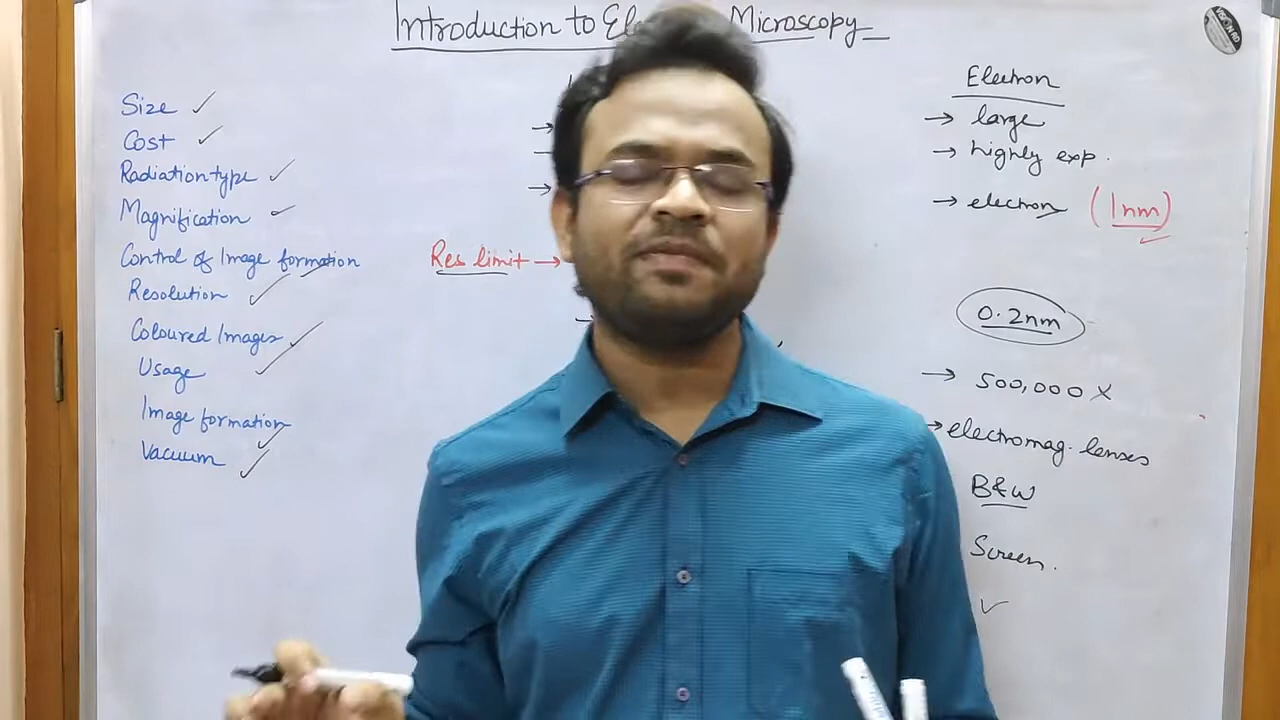 Introduction to Microscopy
Size ✓
Cost ✓
Radiation type ✓
Magnification ✓
Control of Image formation
Resolution ✓
Coloured Images ✓
Usage ✓
Image formation ✓
Vacuum ✓
→
→
→
Res limit →
Electron
→ large
→ highly exp.
→ electron (1nm) ✓
0.2nm
→ 500,000 X
→ electromag. lenses
B&W
Screen.
✓